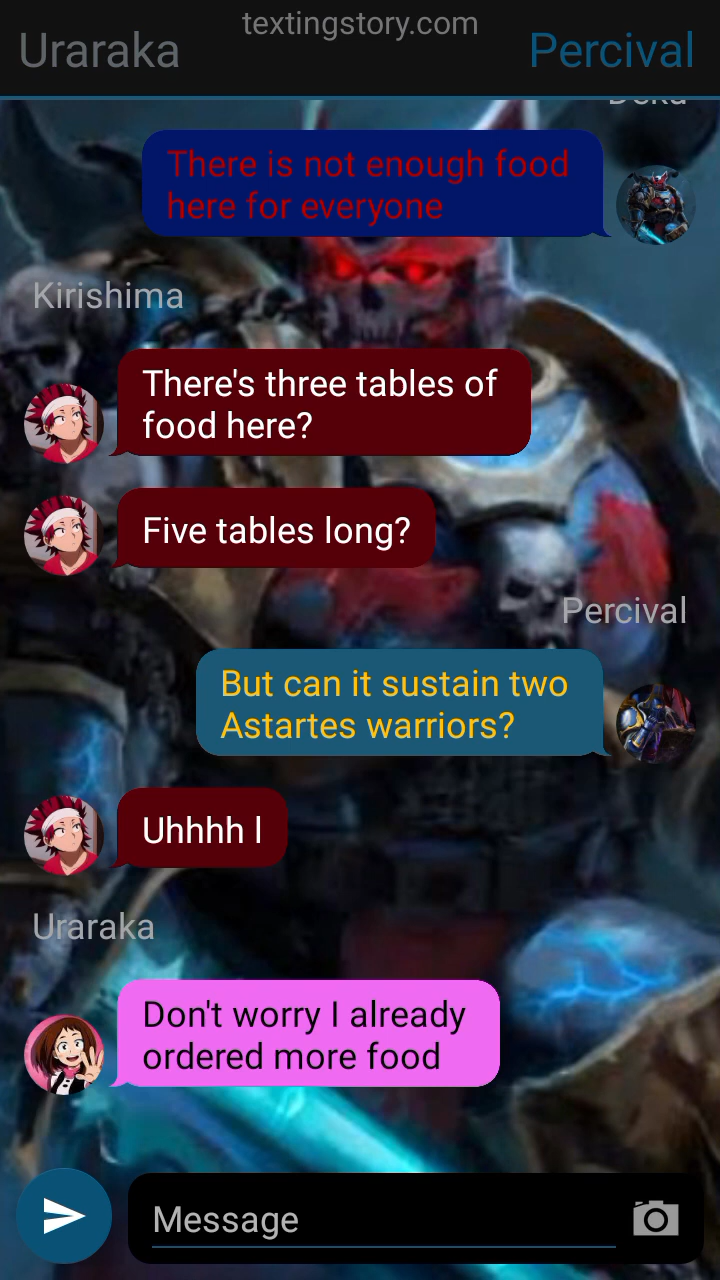 textingstory.com
Uraraka
Percival
There is not enough food
here for everyone
Kirishima
There's three tables of
food here?
Five tables long?
Percival
But can it sustain two
Astartes warriors?
Uhhhh I
Uraraka
Don't worry I already
ordered more food
Message